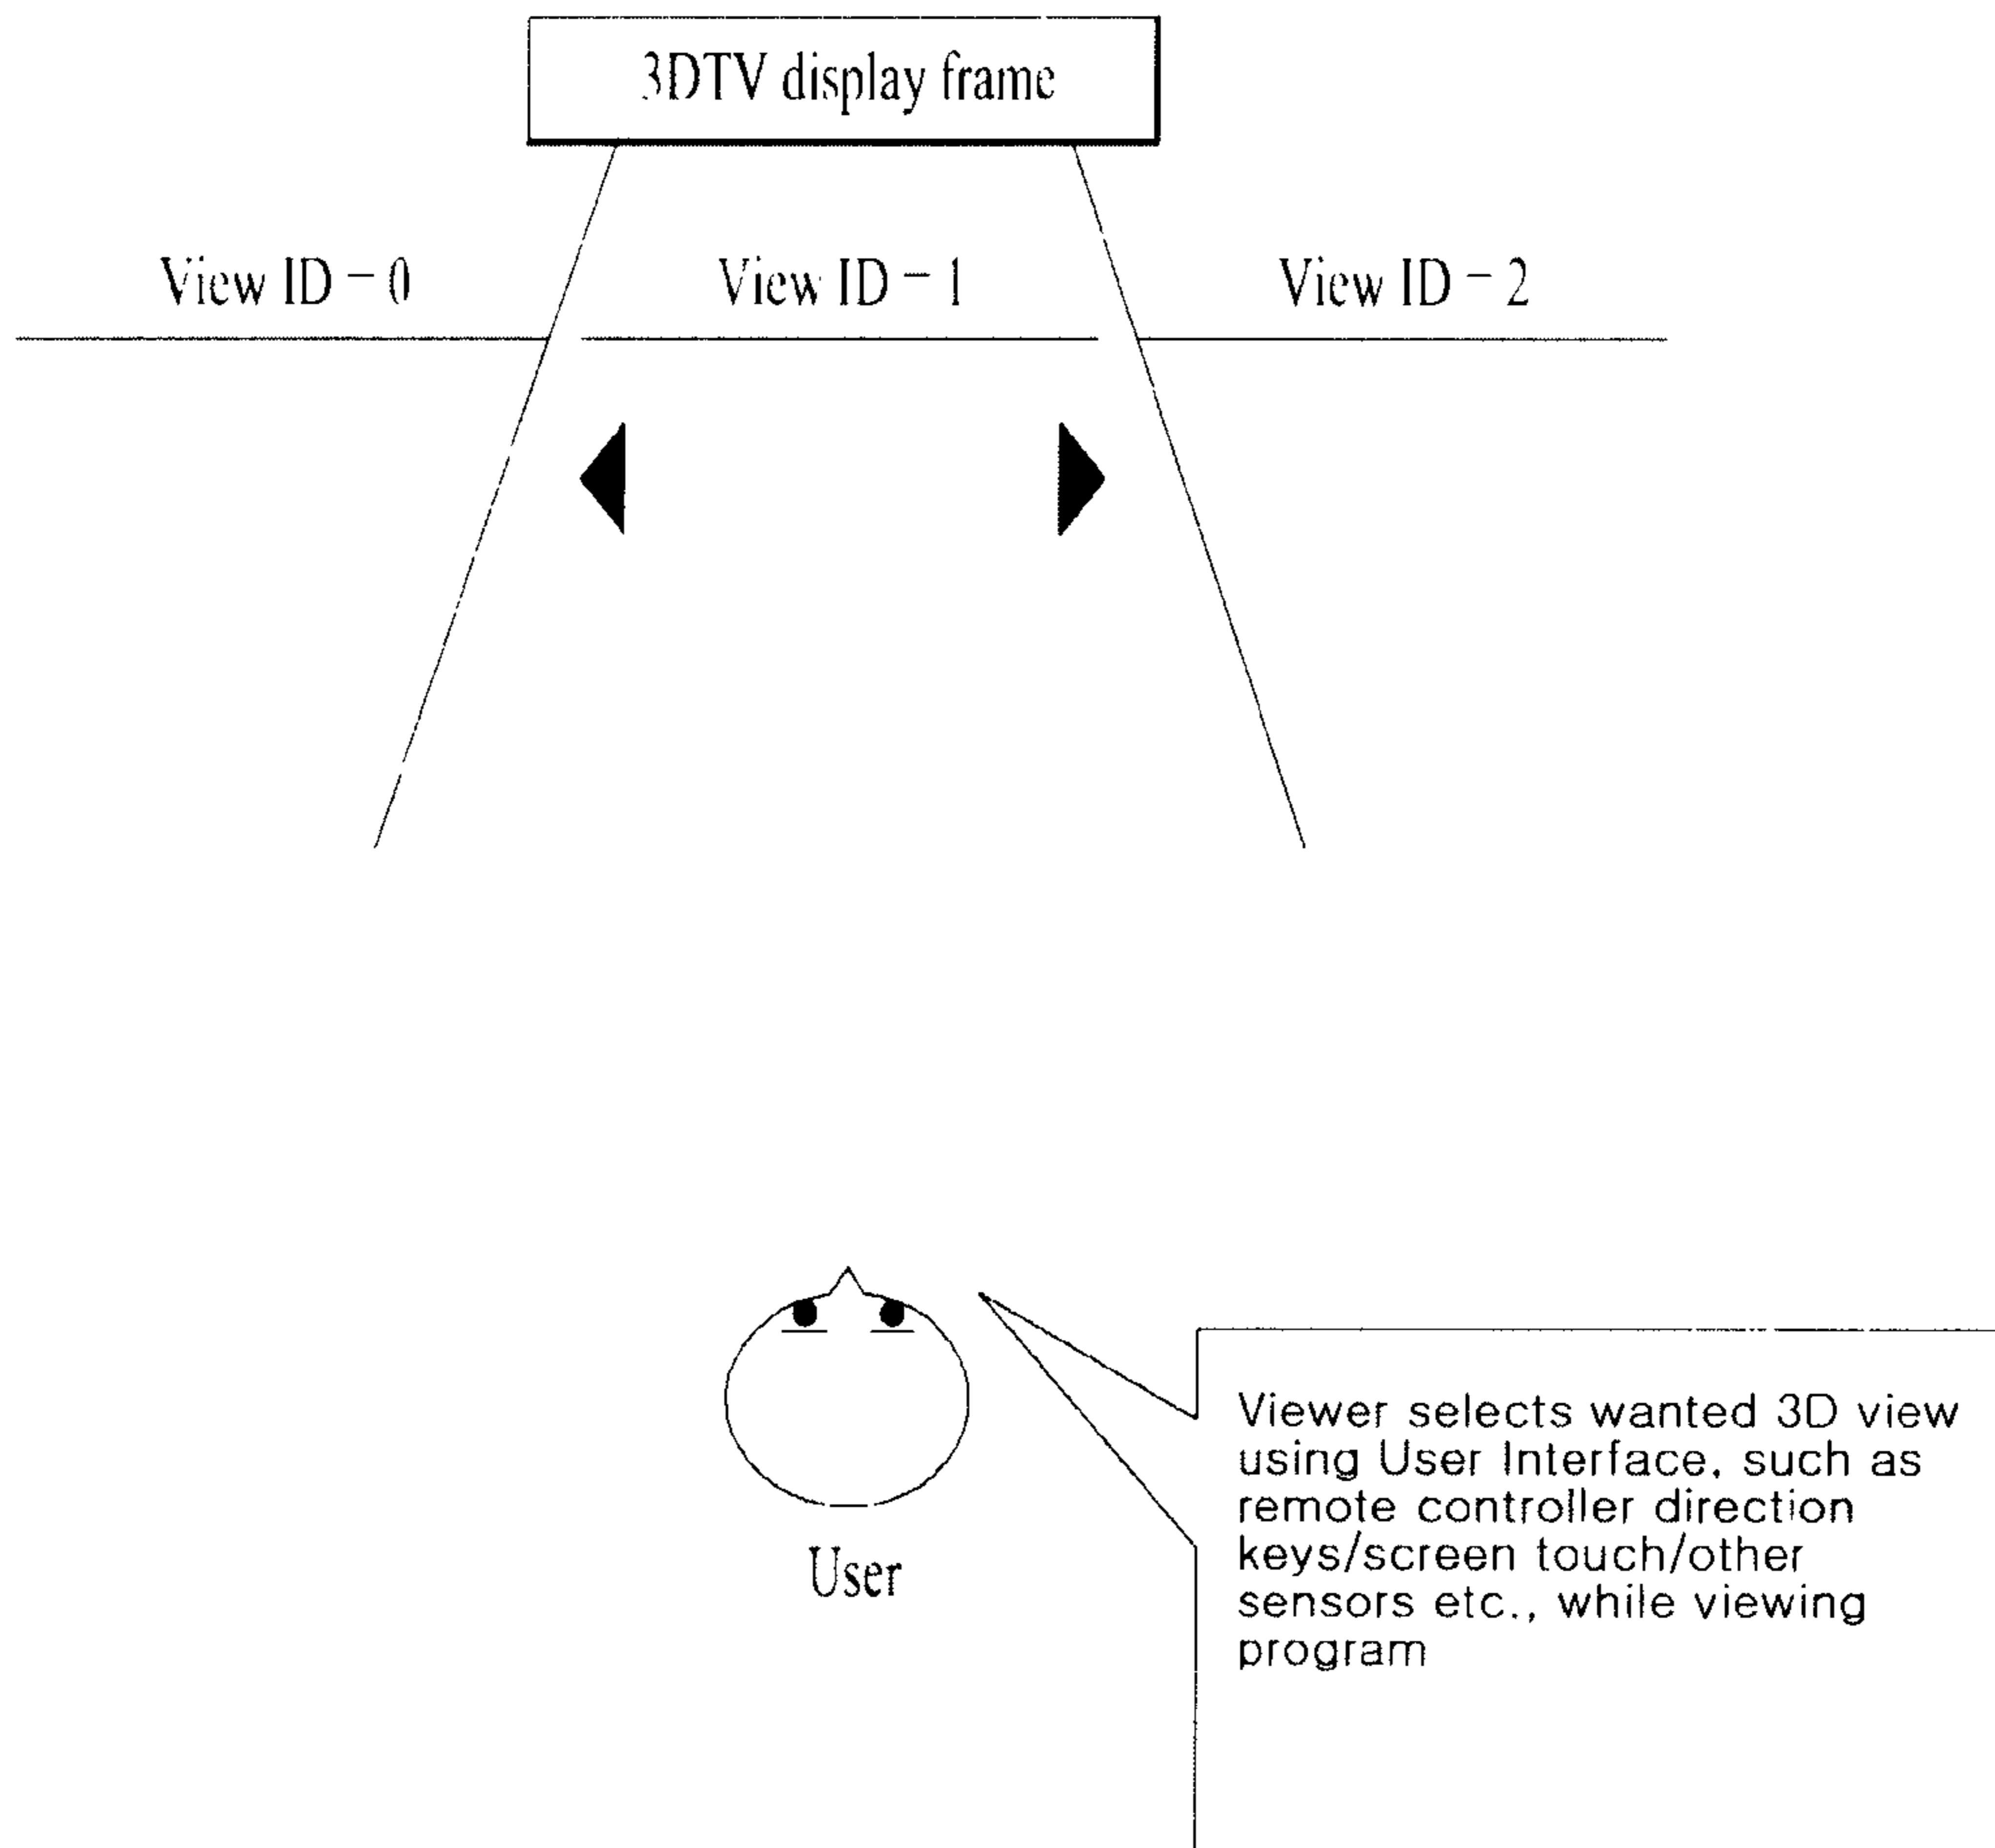 3DTV display frame
View ID = 0
View ID = 1
View ID = 2
User
Viewer selects wanted 3D view
using User Interface, such as
remote controller direction
keys/screen touch/other
sensors etc., while viewing
program